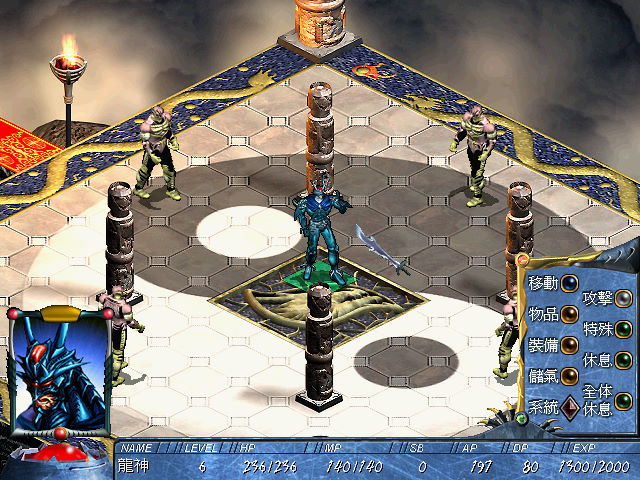 移動
攻擊
物品
特殊
裝備
休息
儲氣
全体
休息
系統
NAME LEVEL HP MP SB AP DP EXP
龍神 6 236/236 140/140 0 197 80 1300/2000